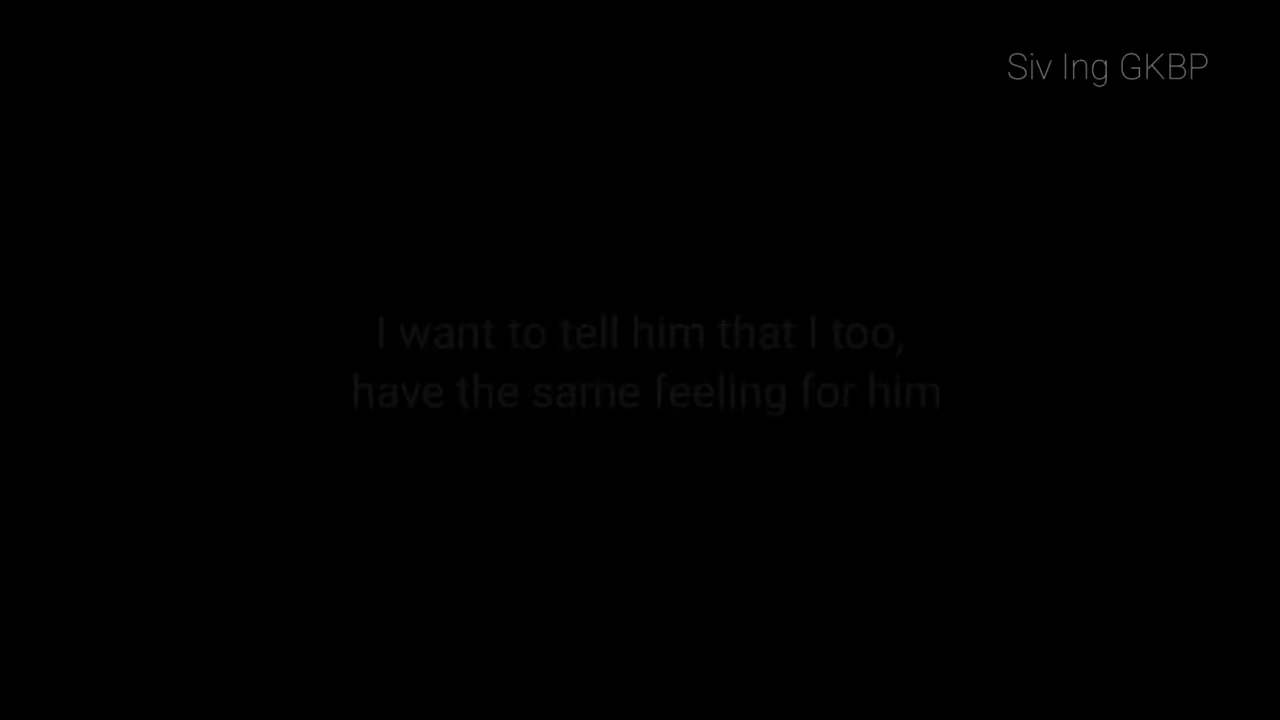 Siv Ing GKBP
I want to tell him that I too,
have the same feeling for him